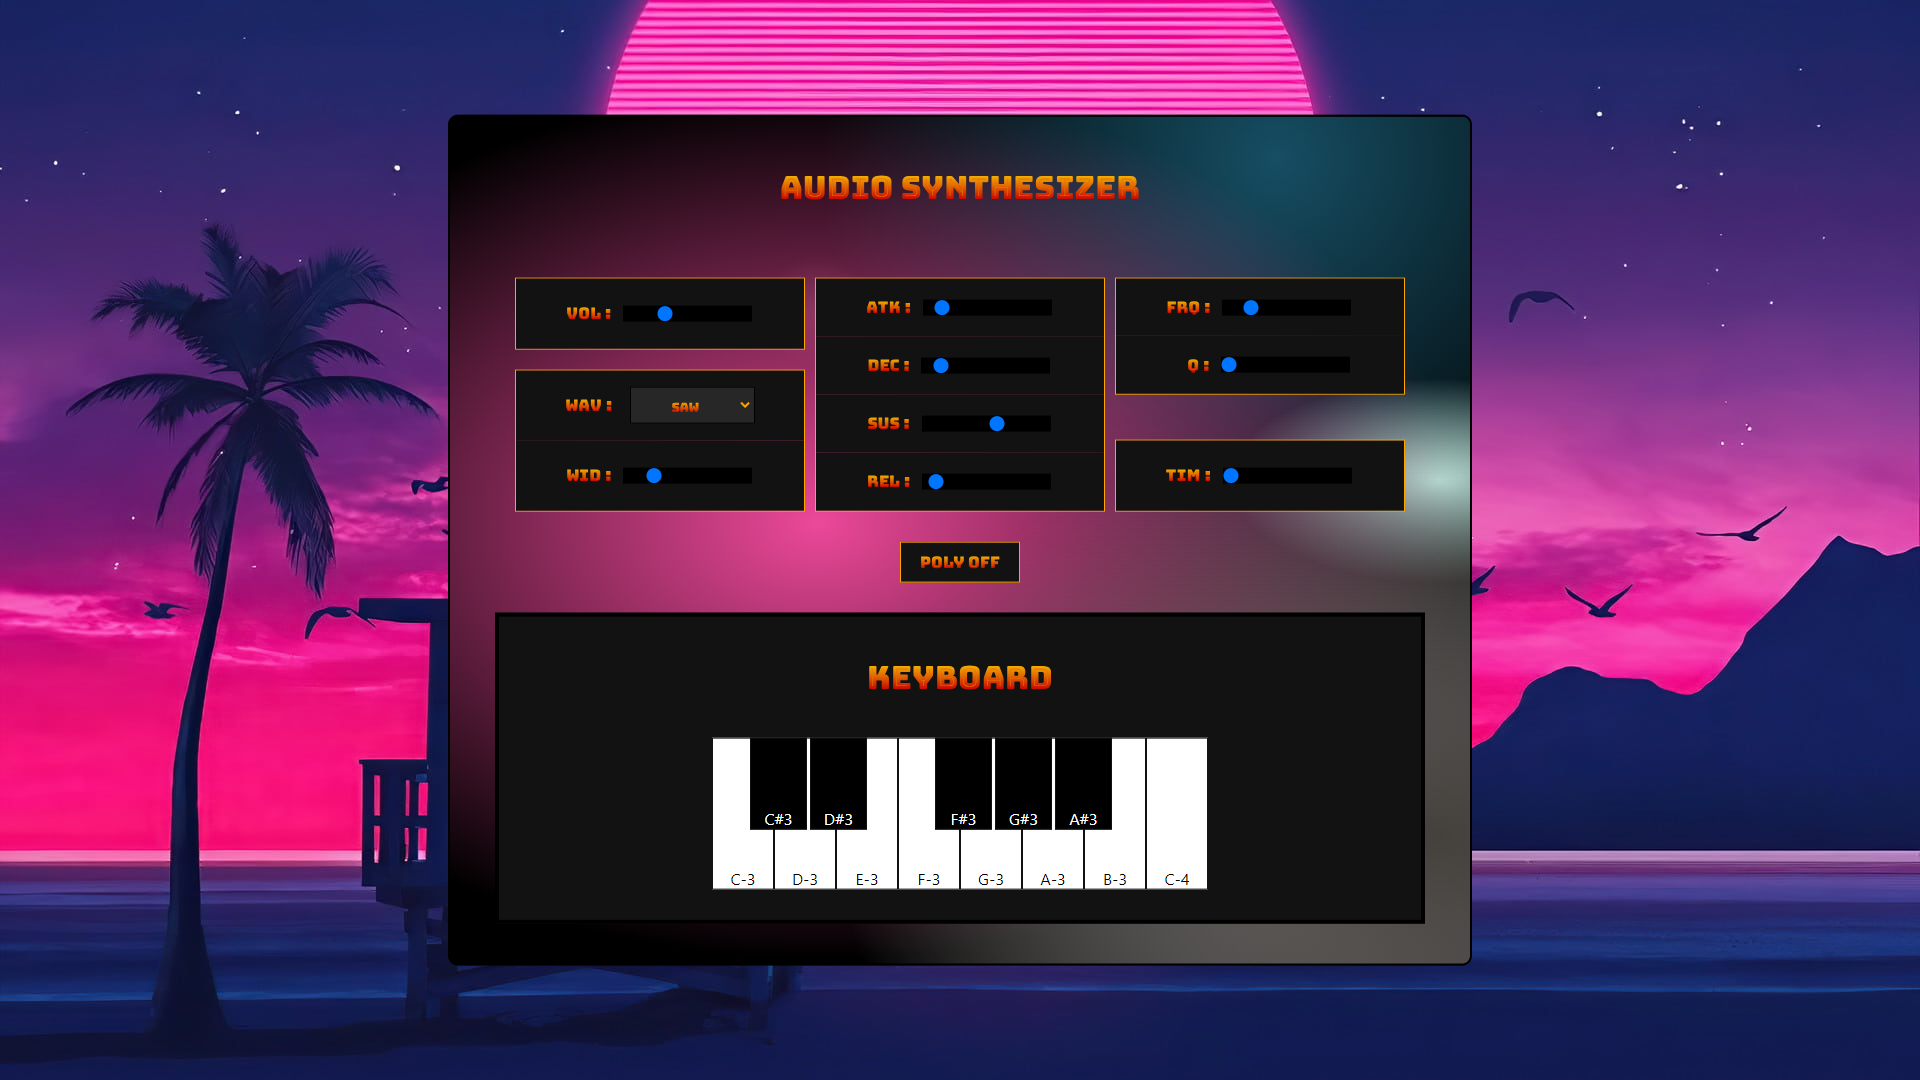 AUDIO SYNTHESIZER
VOL :
WAV : SAW
WID :
ATK :
DEC :
SUS :
REL :
FRQ :
Q :
TIM :
POLY OFF
KEYBOARD
C#3 D#3 F#3 G#3 A#3
C-3 D-3 E-3 F-3 G-3 A-3 B-3 C-4